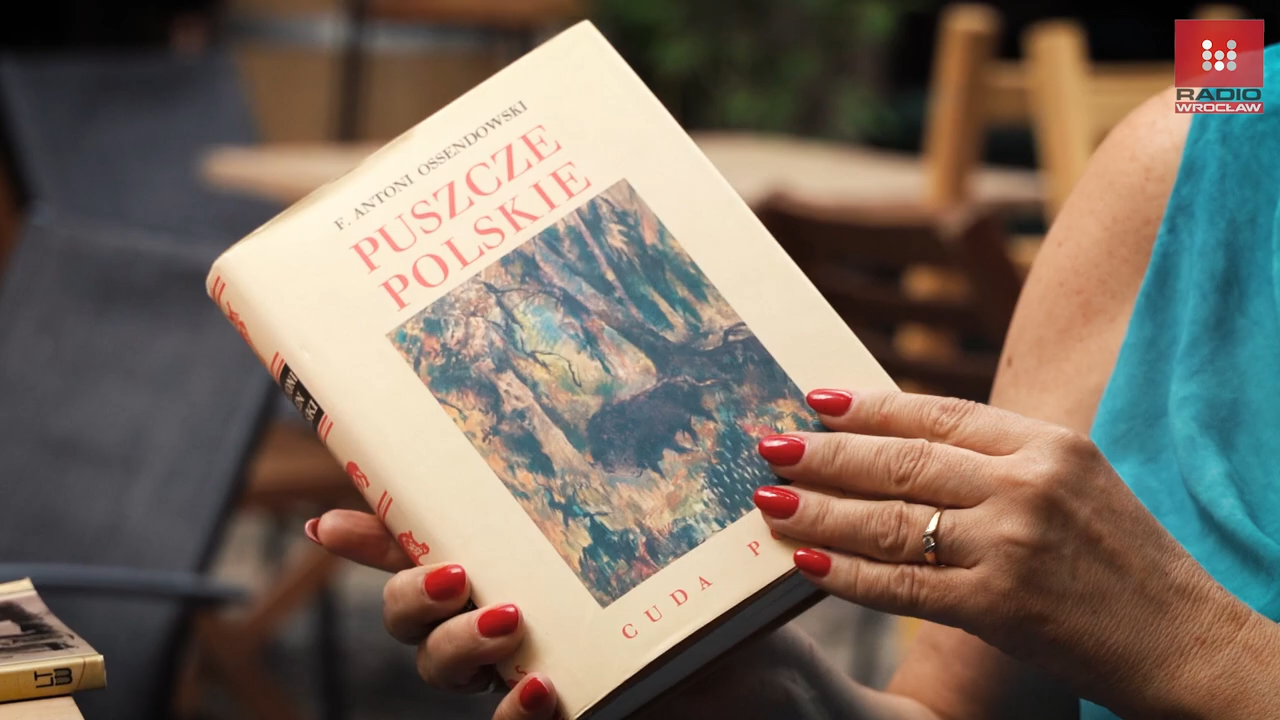 F. ANTONI OSSENDOWSKI
PUSZCZE
POLSKIE
CUDA P
RADIO
WROCŁAW